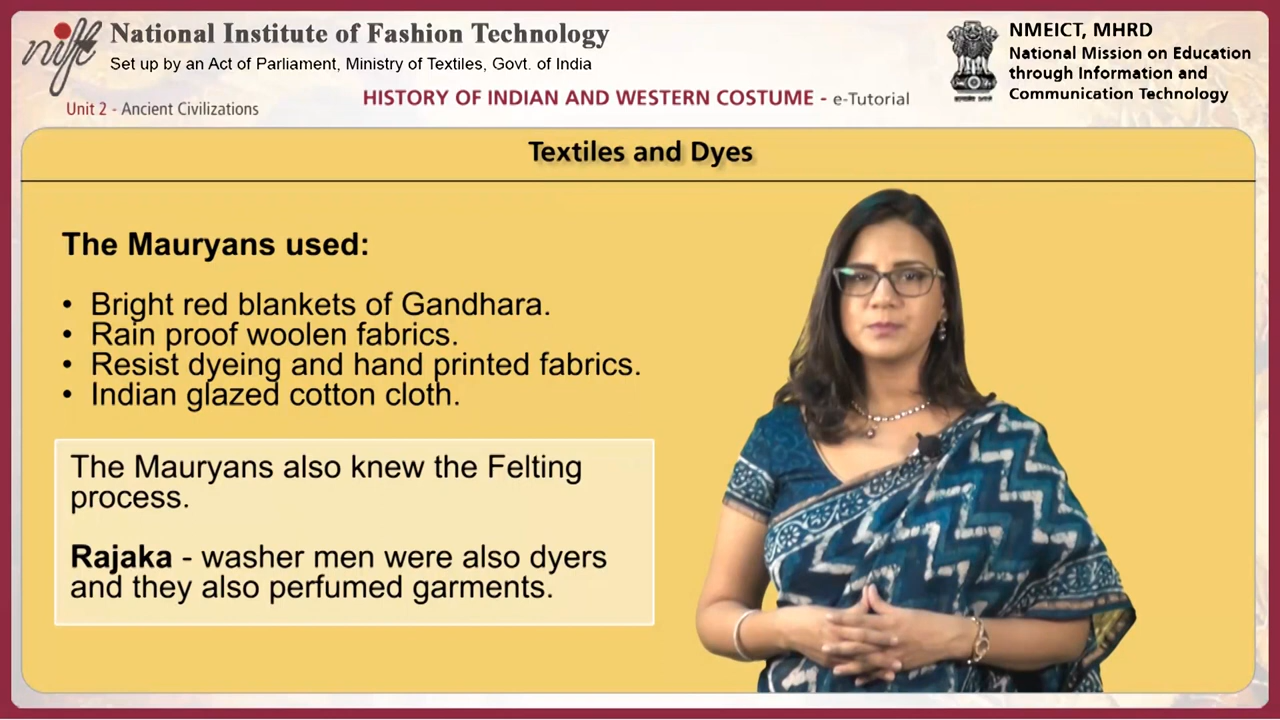 nift
National Institute of Fashion Technology
Set up by an Act of Parliament, Ministry of Textiles, Govt. of India
Unit 2 - Ancient Civilizations
HISTORY OF INDIAN AND WESTERN COSTUME - e-Tutorial
NMEICT, MHRD
National Mission on Education
through Information and
Communication Technology
Textiles and Dyes
The Mauryans used:
• Bright red blankets of Gandhara.
• Rain proof woolen fabrics.
• Resist dyeing and hand printed fabrics.
• Indian glazed cotton cloth.
The Mauryans also knew the Felting
process.
Rajaka - washer men were also dyers
and they also perfumed garments.